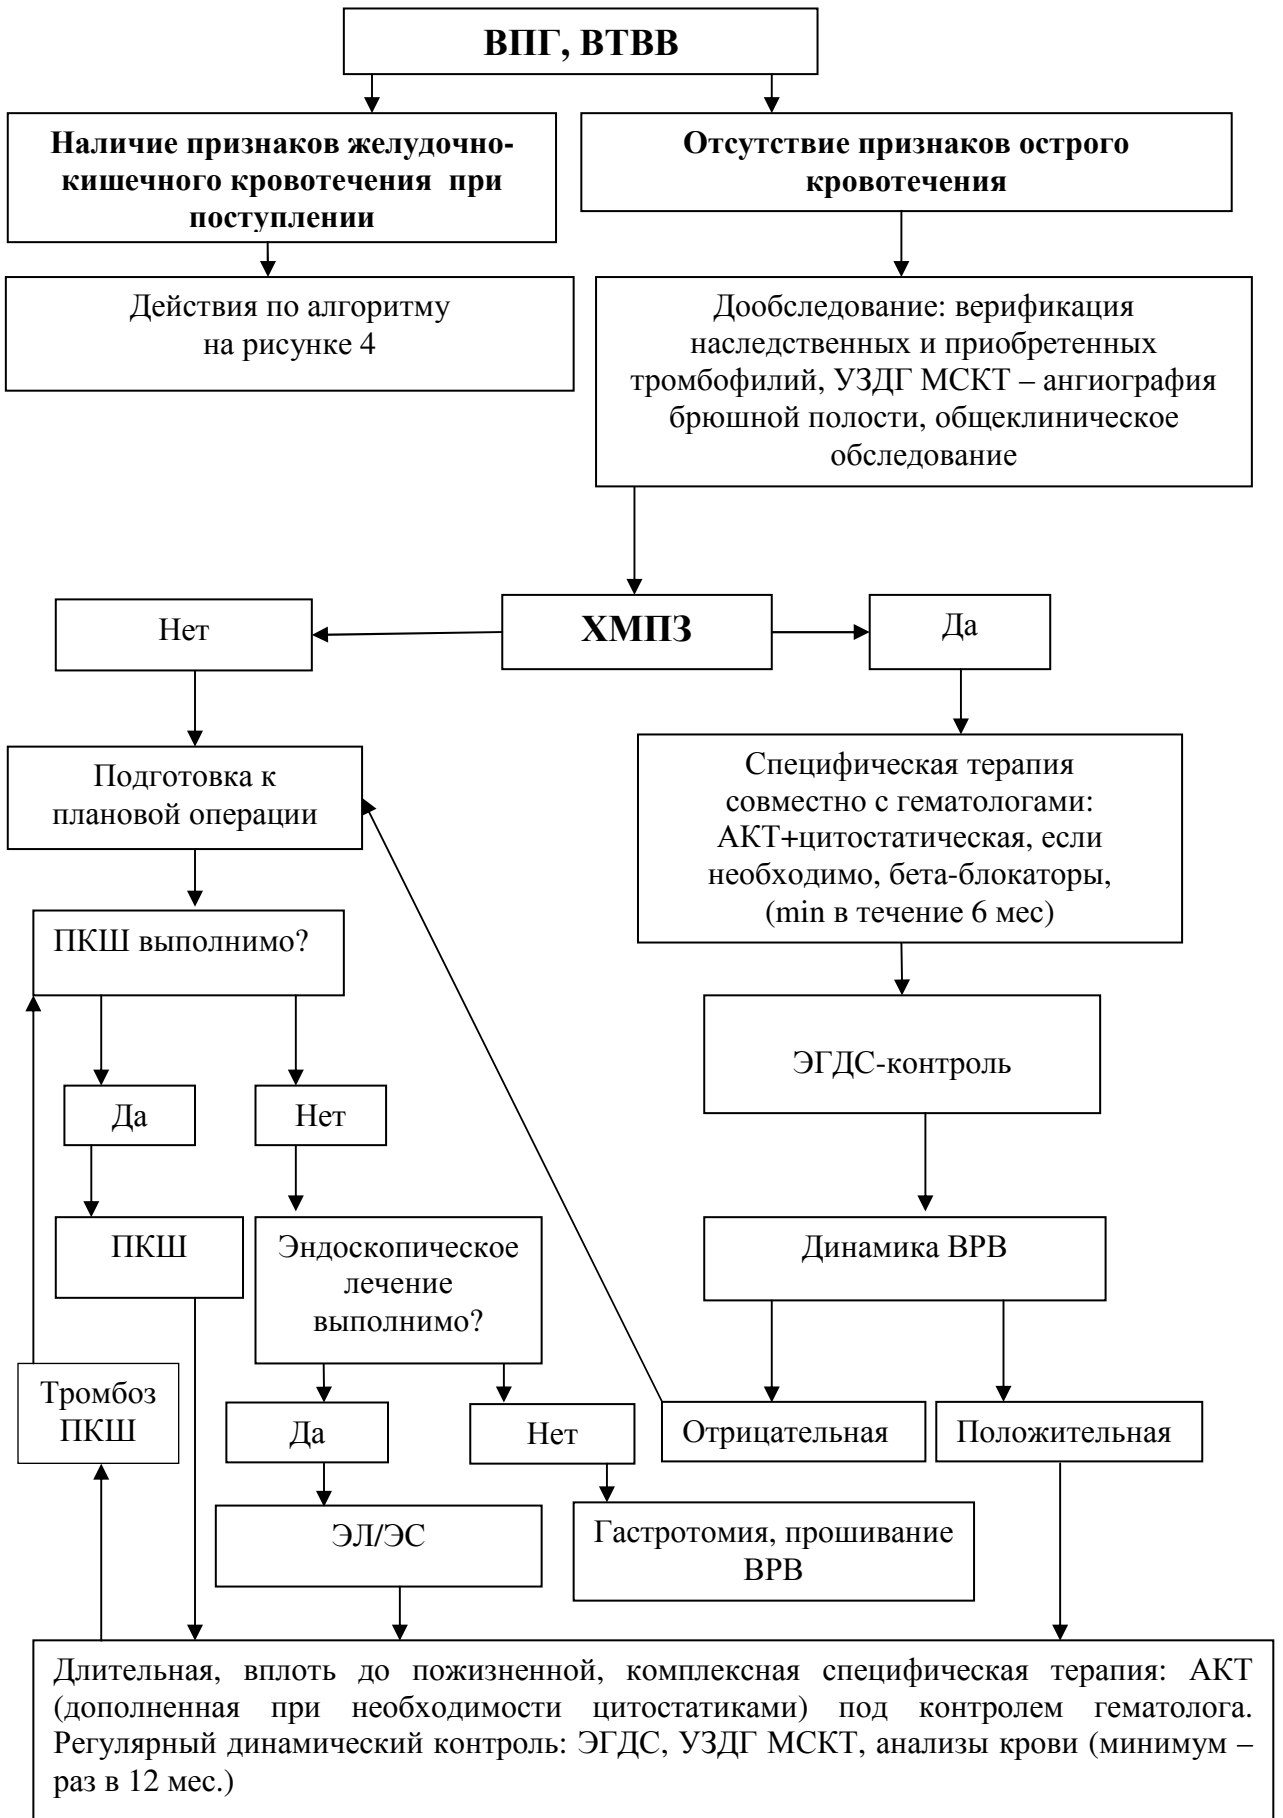 ВПГ, ВТВВ
Наличие признаков желудочно-
кишечного кровотечения при
поступлении
Отсутствие признаков острого
кровотечения
Действия по алгоритму
на рисунке 4
Дообследование: верификация
наследственных и приобретенных
тромбофилий, УЗДГ МСКТ – ангиография
брюшной полости, общеклиническое
обследование
Нет
ХМПЗ
Да
Подготовка к
плановой операции
Специфическая терапия
совместно с гематологами:
АКТ+цитостатическая, если
необходимо, бета-блокаторы,
(min в течение 6 мес)
ПКШ выполнимо?
ЭГДС-контроль
Да
Нет
ПКШ
Эндоскопическое
лечение
выполнимо?
Динамика ВРВ
Тромбоз
ПКШ
Да
Нет
Отрицательная
Положительная
ЭЛ/ЭС
Гастротомия, прошивание
ВРВ
Длительная, вплоть до пожизненной, комплексная специфическая терапия: АКТ
(дополненная при необходимости цитостатиками) под контролем гематолога.
Регулярный динамический контроль: ЭГДС, УЗДГ МСКТ, анализы крови (минимум –
раз в 12 мес.)